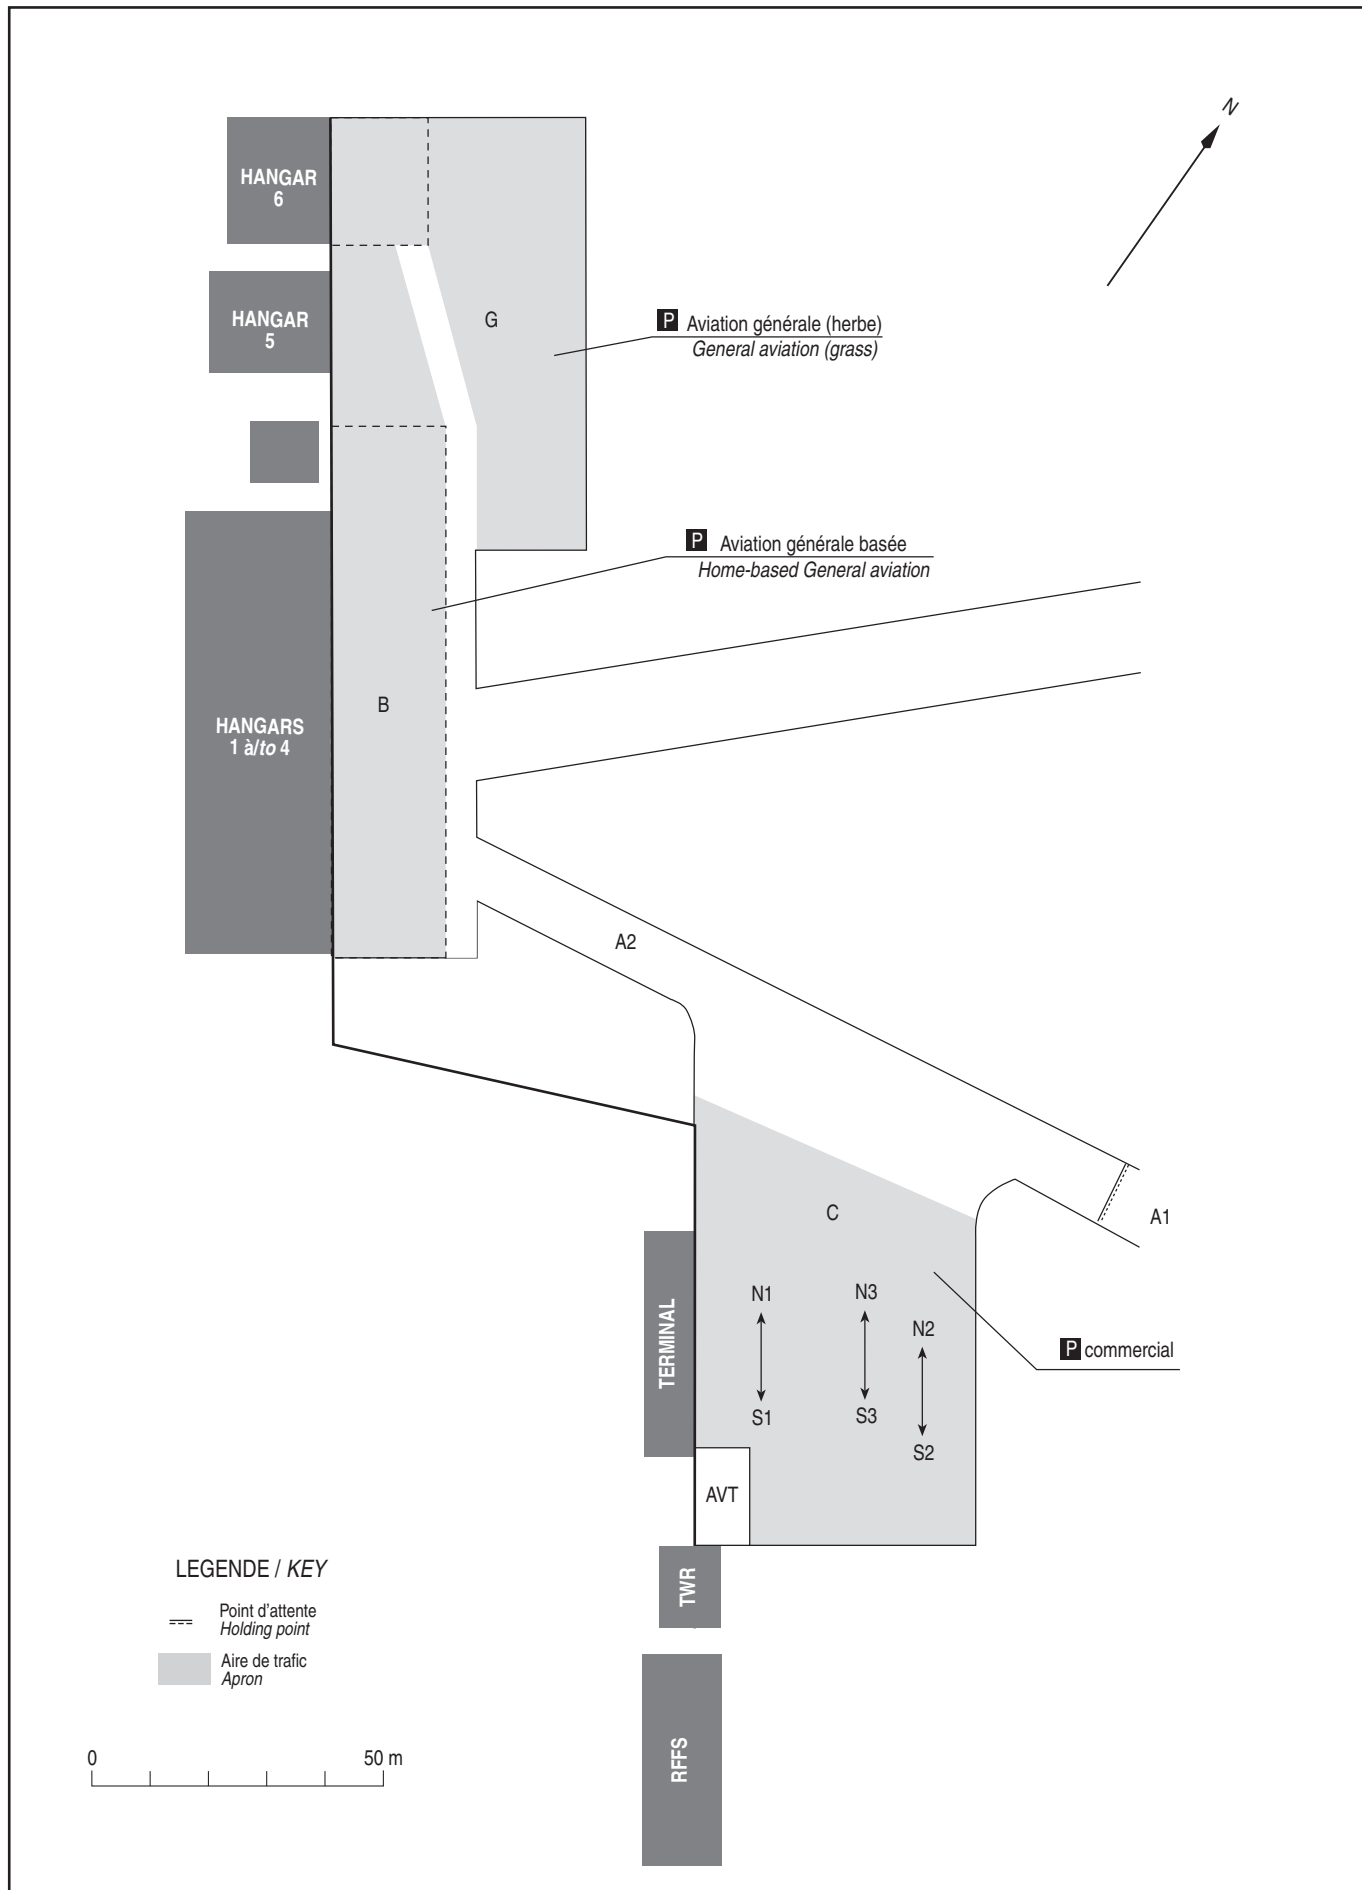 N
HANGAR
6
HANGAR
5
G
P Aviation générale (herbe)
General aviation (grass)
P Aviation générale basée
Home-based General aviation
B
HANGARS
1 à/to 4
A2
C
A1
N1
N3
N2
P commercial
TERMINAL
S1
S3
S2
AVT
TWR
RFFS
LEGENDE / KEY
Point d'attente
Holding point
Aire de trafic
Apron
0 50 m